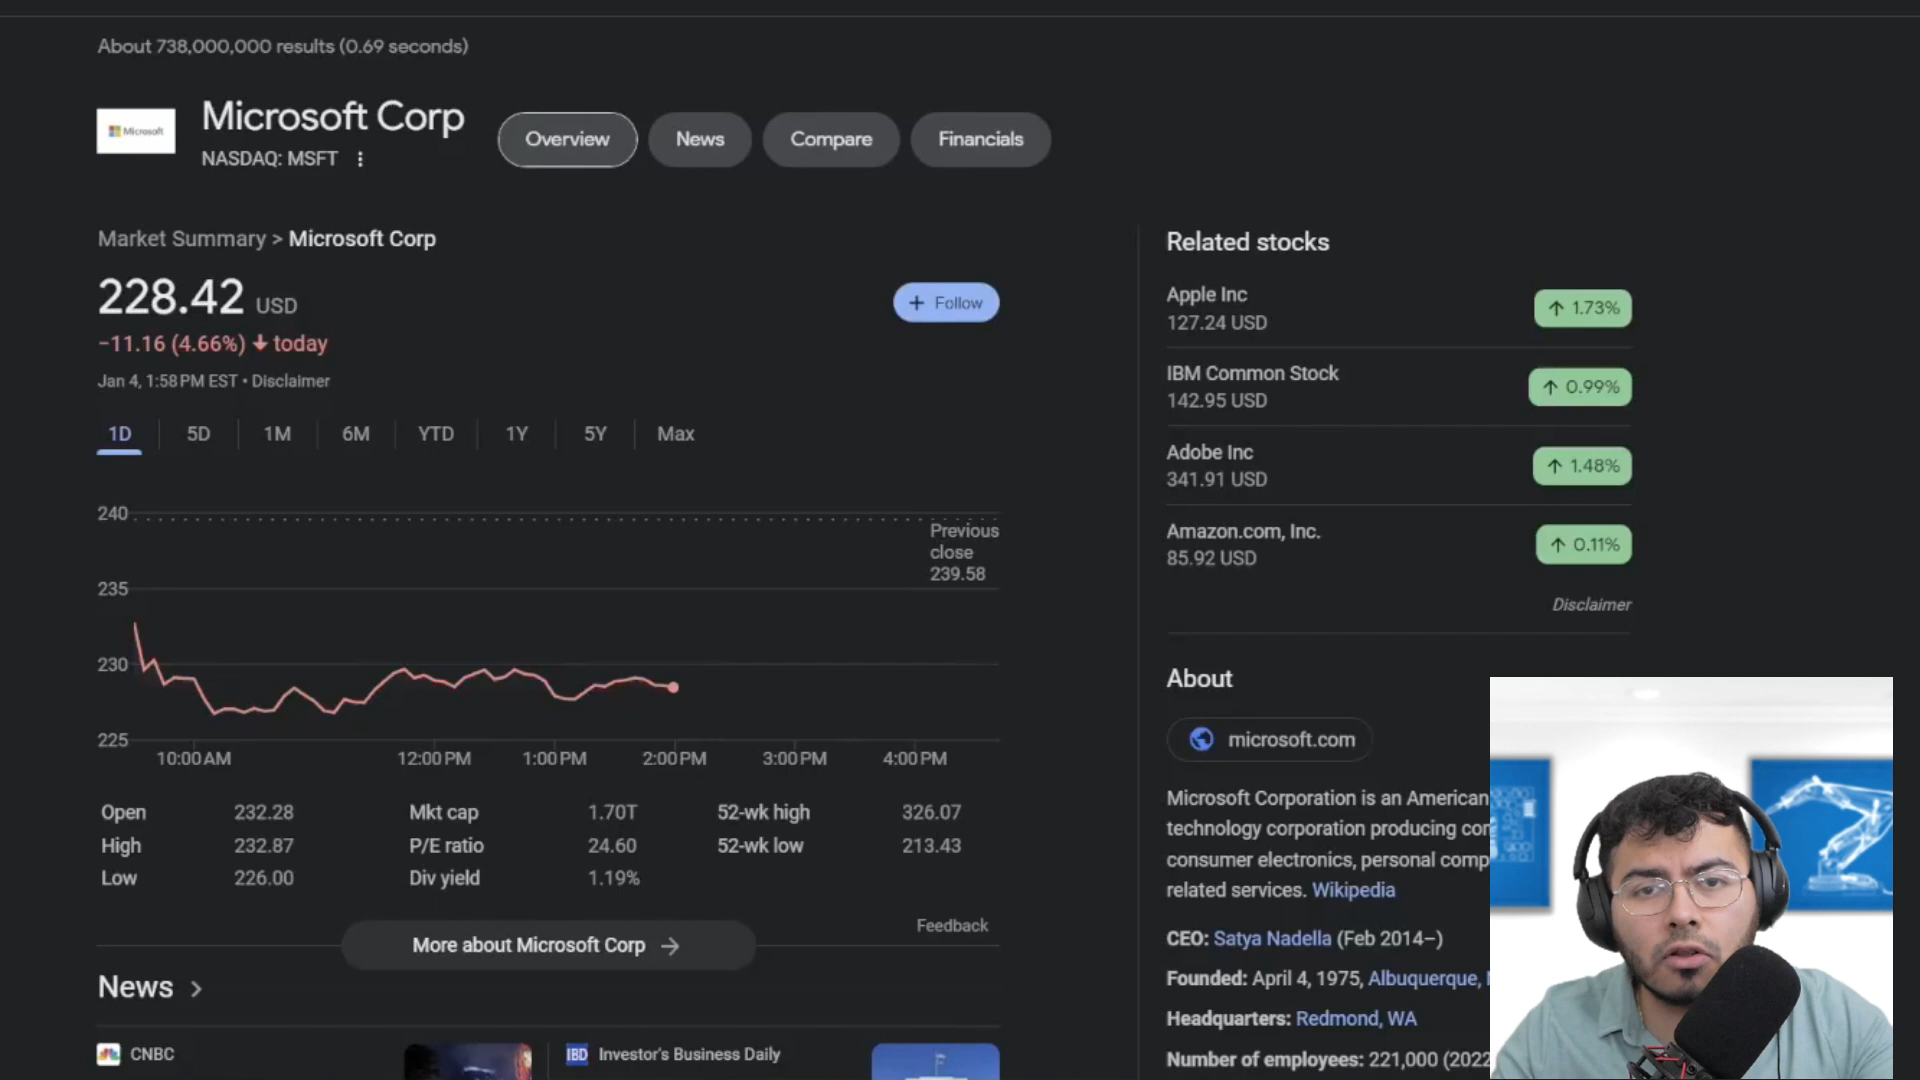 About 738,000,000 results (0.69 seconds)
Microsoft
Microsoft Corp
NASDAQ: MSFT
Overview
News
Compare
Financials
Market Summary > Microsoft Corp
228.42 USD
−11.16 (4.66%) ↓ today
Jan 4, 1:58 PM EST • Disclaimer
+ Follow
1D 5D 1M 6M YTD 1Y 5Y Max
240
235
230
225
Previous
close
239.58
10:00 AM 12:00 PM 1:00 PM 2:00 PM 3:00 PM 4:00 PM
Open 232.28 Mkt cap 1.70T 52-wk high 326.07
High 232.87 P/E ratio 24.60 52-wk low 213.43
Low 226.00 Div yield 1.19%
Feedback
More about Microsoft Corp →
News >
CNBC
IBD Investor's Business Daily
Related stocks
Apple Inc
127.24 USD
↑ 1.73%
IBM Common Stock
142.95 USD
↑ 0.99%
Adobe Inc
341.91 USD
↑ 1.48%
Amazon.com, Inc.
85.92 USD
↑ 0.11%
Disclaimer
About
microsoft.com
Microsoft Corporation is an American
technology corporation producing
consumer electronics, personal
related services. Wikipedia
CEO: Satya Nadella (Feb 2014–)
Founded: April 4, 1975, Albuquerque,
Headquarters: Redmond, WA
Number of employees: 221,000 (2022